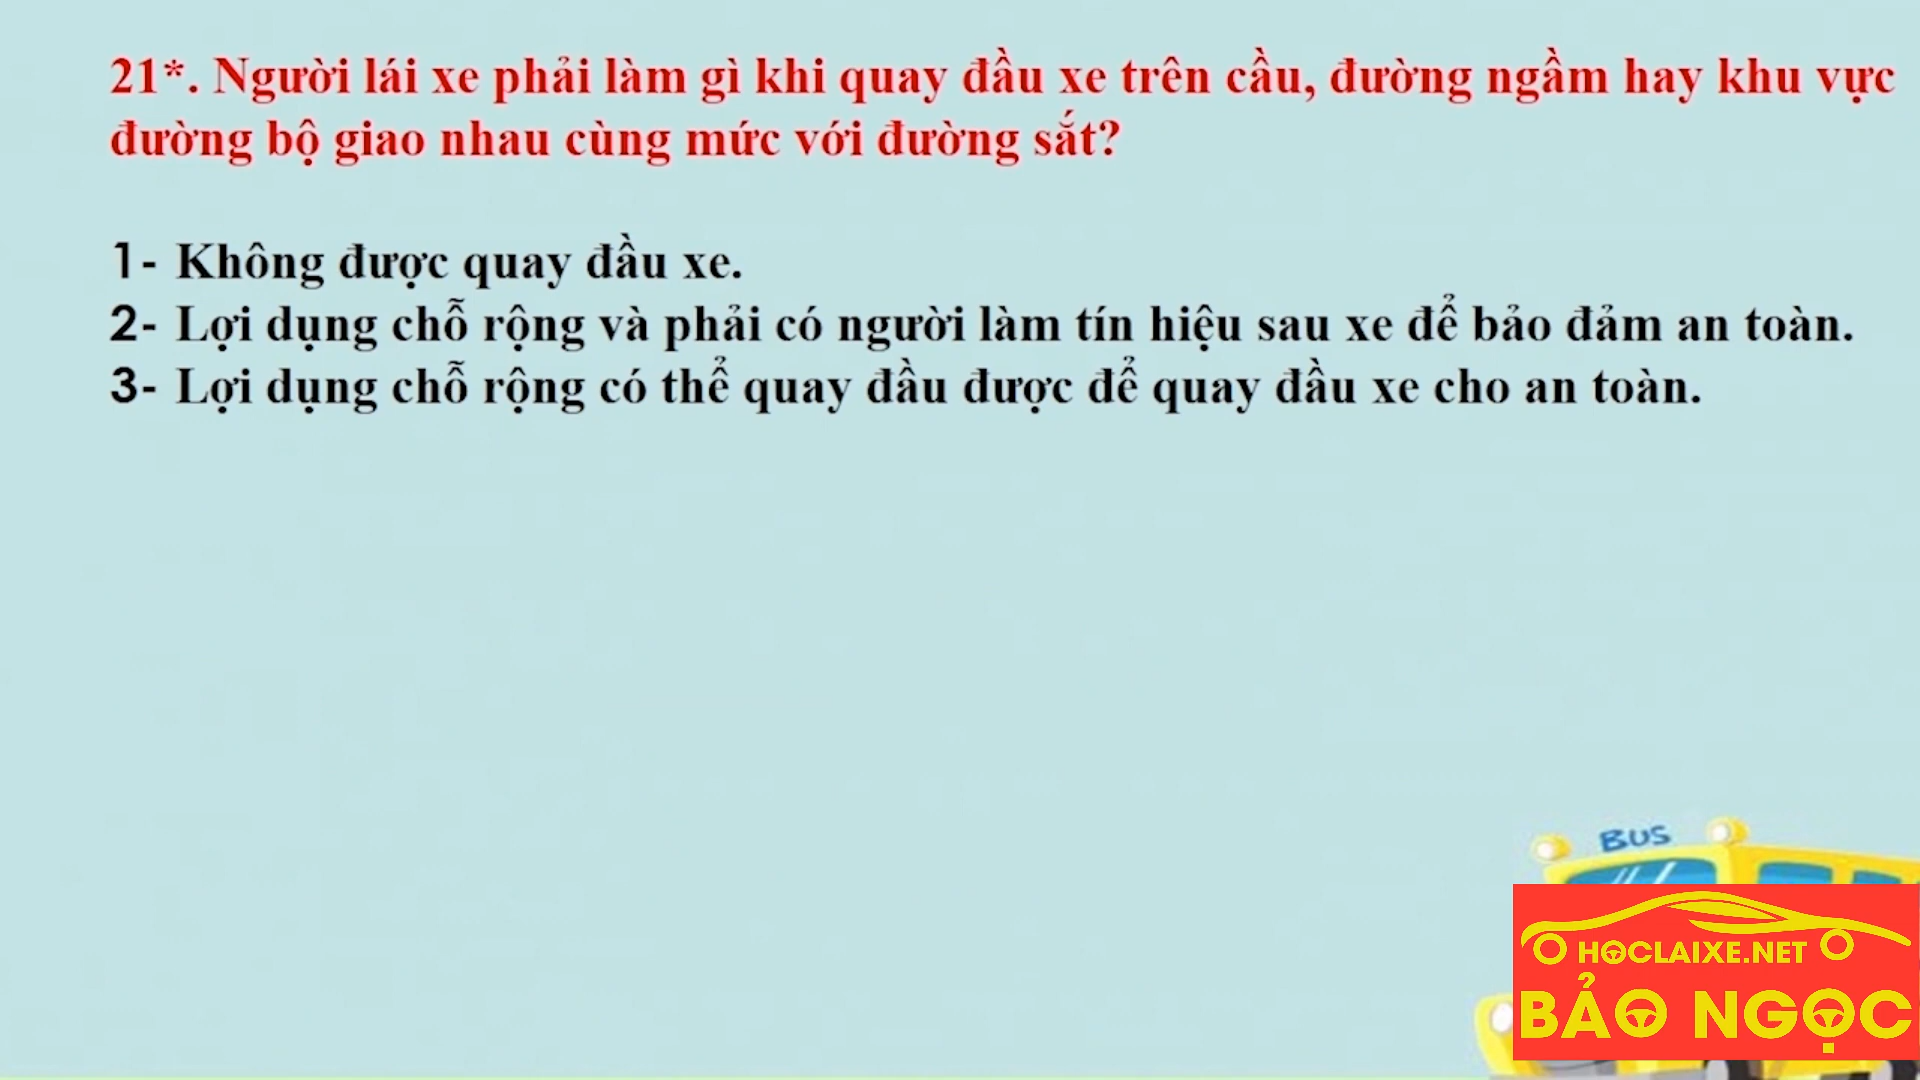 21*. Người lái xe phải làm gì khi quay đầu xe trên cầu, đường ngầm hay khu vực
đường bộ giao nhau cùng mức với đường sắt?
1- Không được quay đầu xe.
2- Lợi dụng chỗ rộng và phải có người làm tín hiệu sau xe để bảo đảm an toàn.
3- Lợi dụng chỗ rộng có thể quay đầu được để quay đầu xe cho an toàn.
BUS
HOCLAIXE.NET
BẢO NGỌC